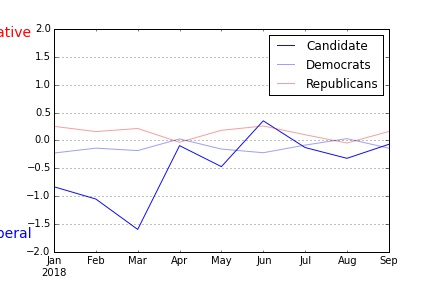 ative
peral
2.0
1.5
1.0
0.5
0.0
−0.5
−1.0
−1.5
−2.0
Candidate
Democrats
Republicans
Jan Feb Mar Apr May Jun Jul Aug Sep
2018